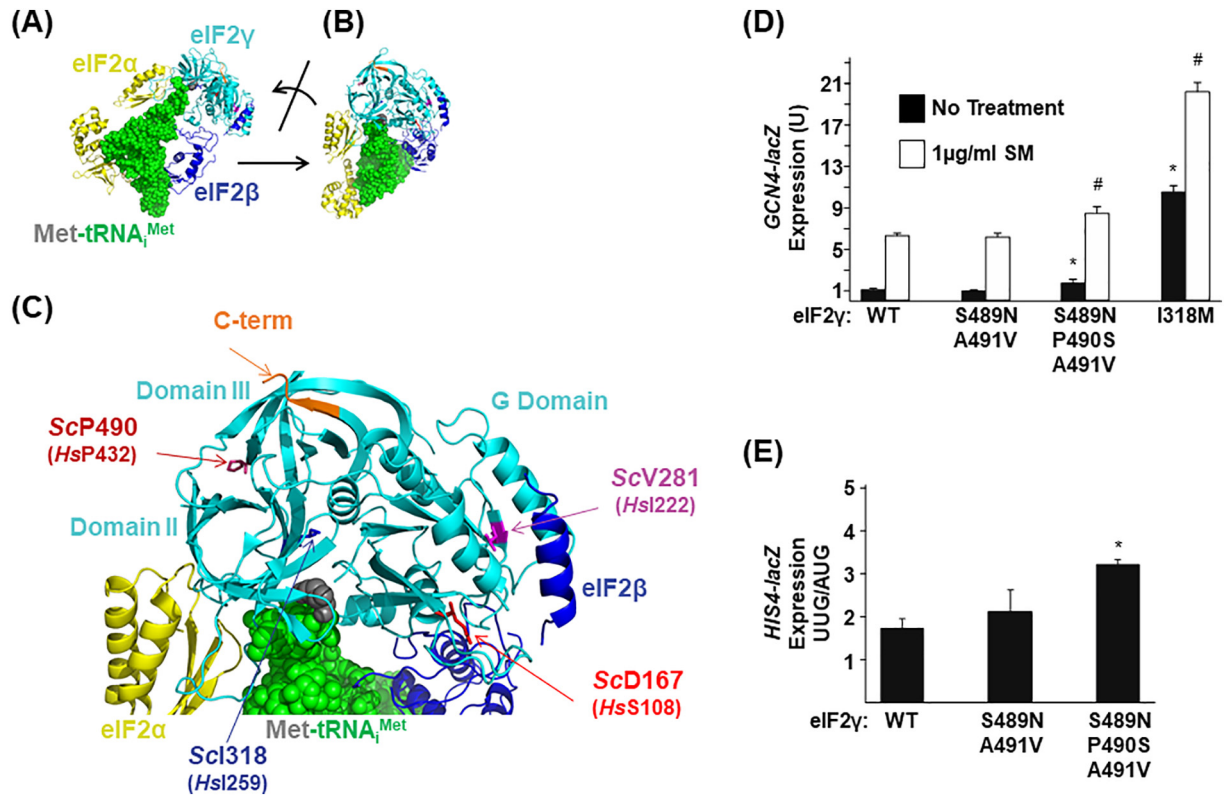 (A)
eIF2γ
(B)
eIF2α
eIF2β
Met-tRNAiMet
(C)
C-term
Domain III
G Domain
ScP490
(HsP432)
ScV281
(HsI222)
Domain II
eIF2β
ScD167
(HsS108)
eIF2α
Met-tRNAiMet
ScI318
(HsI259)
(D)
GCN4-lacZ
Expression (U)
21
17
13
9
5
1
No Treatment
1µg/ml SM
#
*
#
*
eIF2γ: WT S489N S489N I318M
A491V P490S
A491V
(E)
HIS4-lacZ
Expression
UUG/AUG
5
4
3
2
1
*
eIF2γ: WT S489N S489N
A491V P490S
A491V